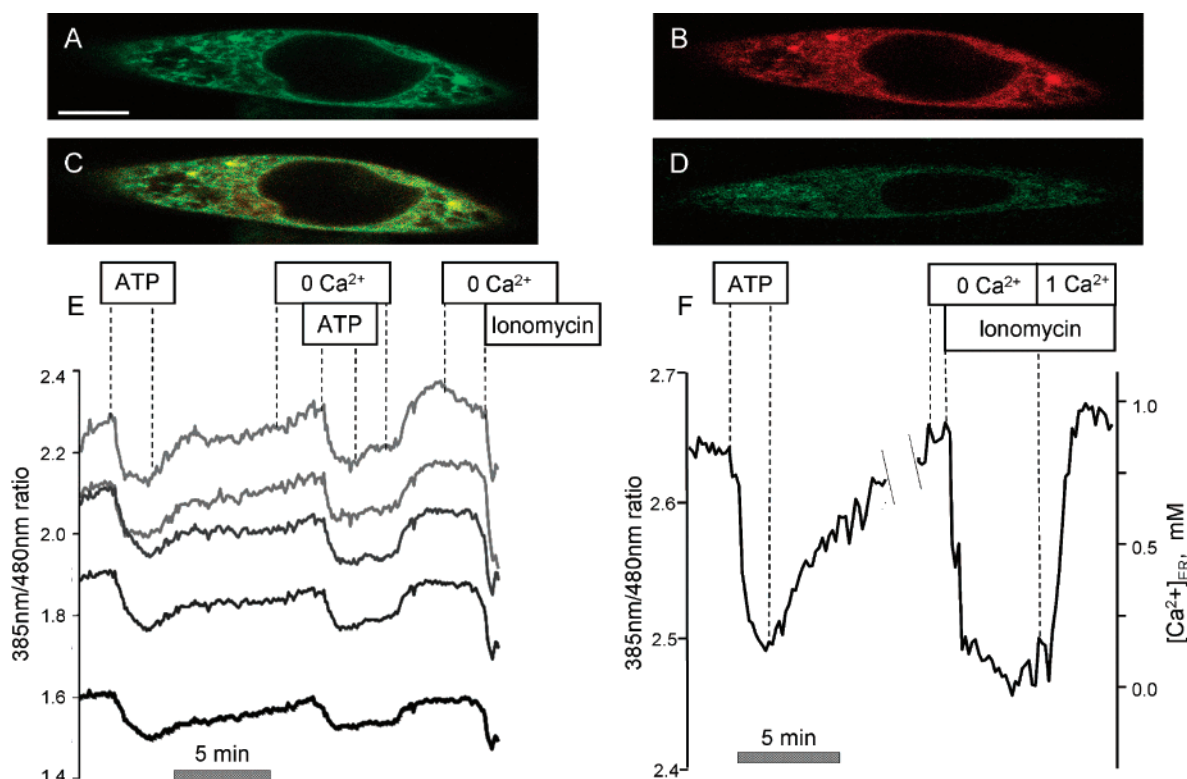 A
B
C
D
E
ATP
0 Ca²⁺
0 Ca²⁺
ATP
Ionomycin
2.4
2.2
2.0
1.8
1.6
1.4
385nm/480nm ratio
5 min
F
ATP
0 Ca²⁺
1 Ca²⁺
Ionomycin
2.7
2.6
2.5
2.4
385nm/480nm ratio
1.0
0.5
0.0
[Ca²⁺]ER, mM
5 min